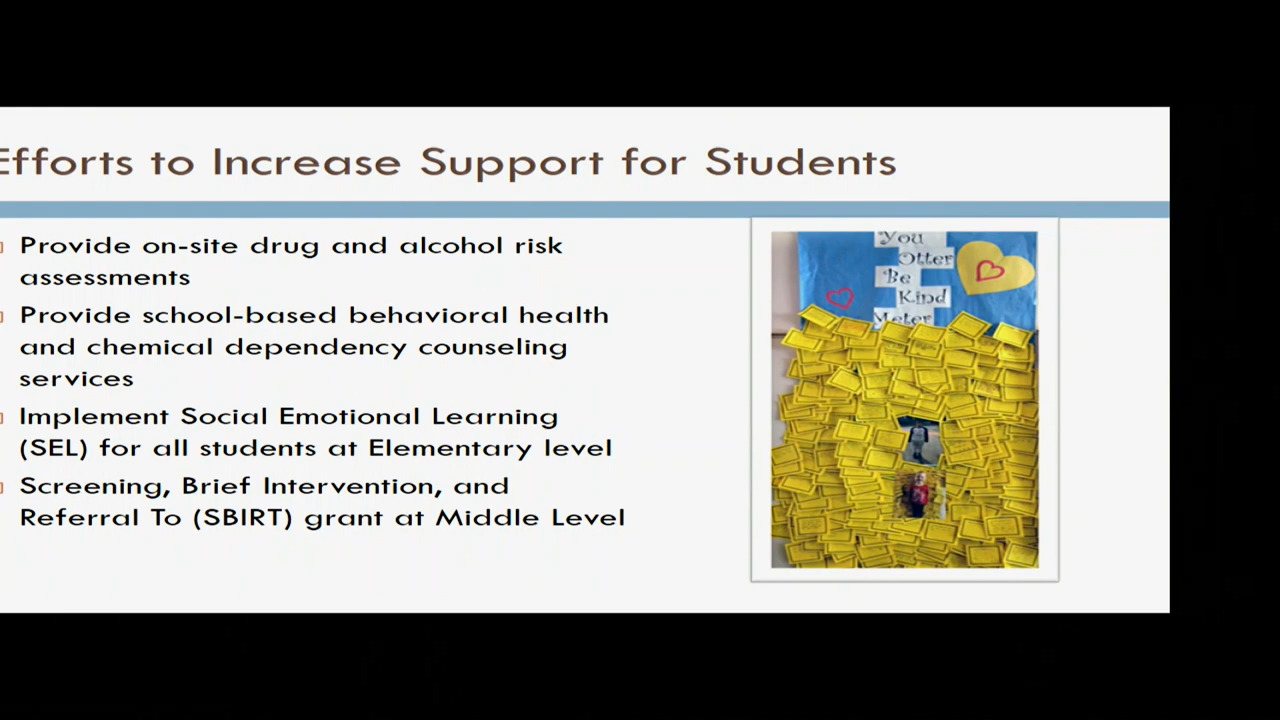 Efforts to Increase Support for Students
Provide on-site drug and alcohol risk
assessments
Provide school-based behavioral health
and chemical dependency counseling
services
Implement Social Emotional Learning
(SEL) for all students at Elementary level
Screening, Brief Intervention, and
Referral To (SBIRT) grant at Middle Level
You
Otter
Be
Kind
Meter